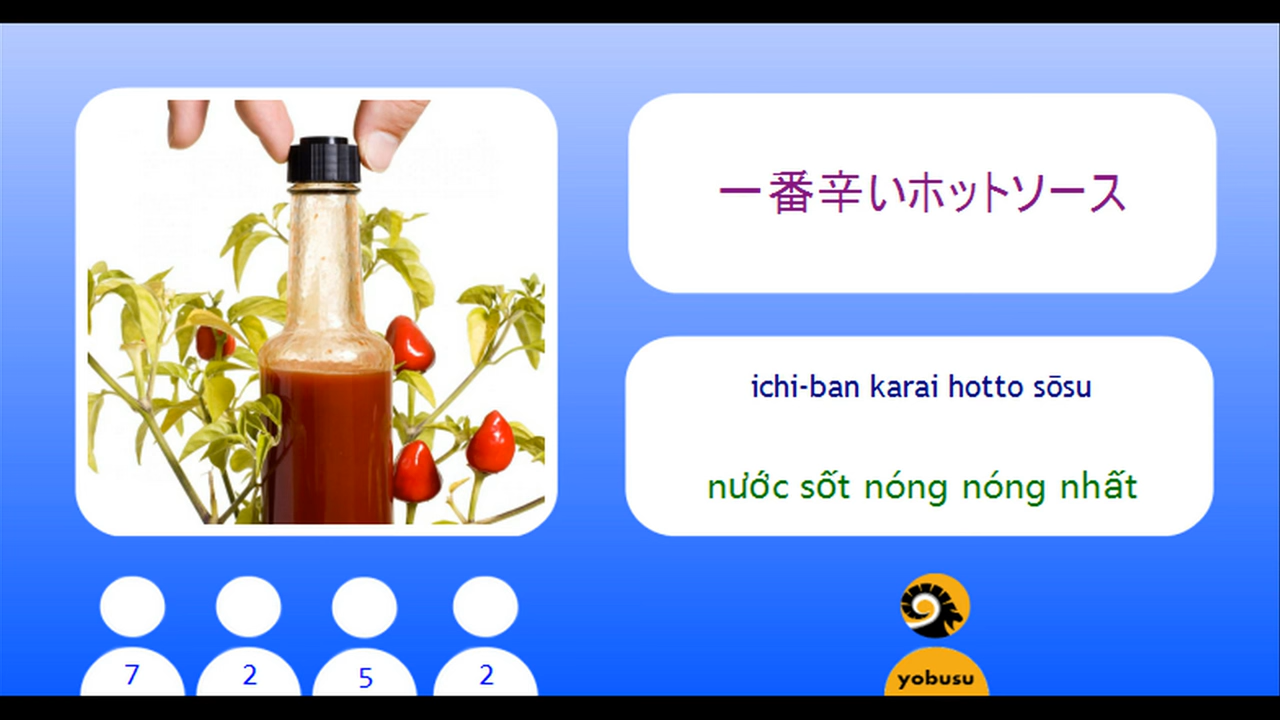 一番辛いホットソース
ichi-ban karai hotto sōsu
nước sốt nóng nóng nhất
7 2 5 2
yobusu